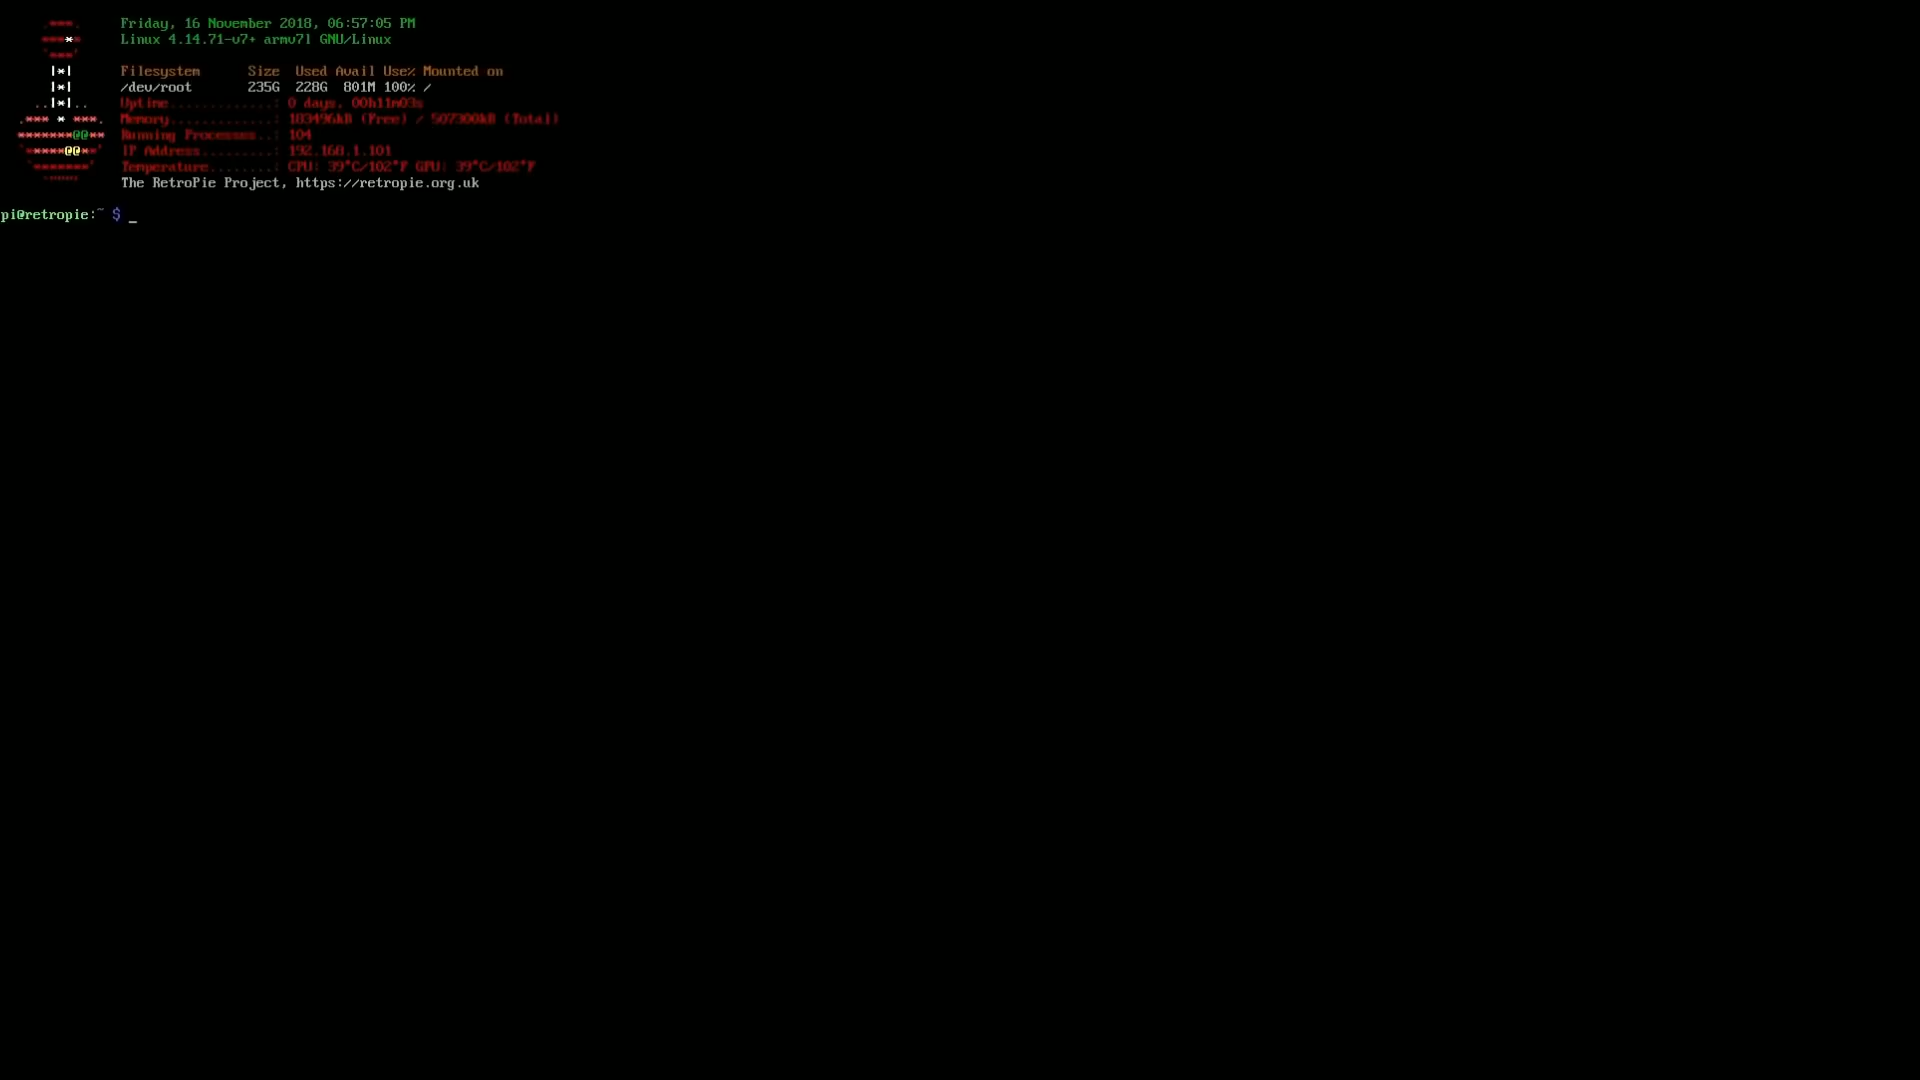 Friday, 16 November 2018, 06:57:05 PM
Linux 4.14.71-v7+ armv7l GNU/Linux
Filesystem Size Used Avail Use% Mounted on
/dev/root 235G 228G 801M 100% /
Uptime.............: 0 days, 00h11m03s
Memory.............: 183496kB (Free) / 507300kB (Total)
Running Processes..: 104
IP Address.........: 192.168.1.101
Temperature........: CPU: 39°C/102°F GPU: 39°C/102°F
The RetroPie Project, https://retropie.org.uk
pi@retropie:~ $ _